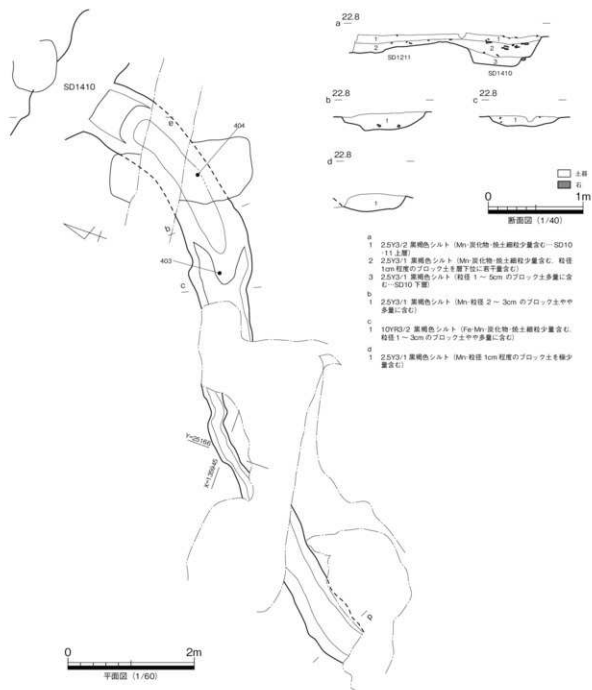 22.8
a
1
2
1
2
3
SD1211
SD1410
22.8
b
1
22.8
c
1
22.8
d
1
土器
石
0 1m
断面図(1/40)
a
1 2.5Y3/2 黒褐色シルト(Mn･炭化物･焼土細粒少量含む…SD10
･11 上層)
2 2.5Y3/1 黒褐色シルト(Mn･炭化物･焼土細粒少量含む、粒径
1cm 程度のブロック土を層下位に若干量含む)
3 2.5Y3/1 黒褐色シルト(粒径 1 ～ 5cm のブロック土多量に含
む…SD10 下層)
b
1 2.5Y3/1 黒褐色シルト(Mn･粒径 2 ～ 3cm のブロック土やや
多量に含む)
c
1 10YR3/2 黒褐色シルト(Fe･Mn･炭化物･焼土細粒少量含む、
粒径 1 ～ 3cm のブロック土やや多量に含む)
d
1 2.5Y3/1 黒褐色シルト(Mn･粒径 1cm 程度のブロック土を極少
量含む)
SD1410
404
a
b
403
c
Y=25166
X=135945
d
0 2m
平面図(1/60)